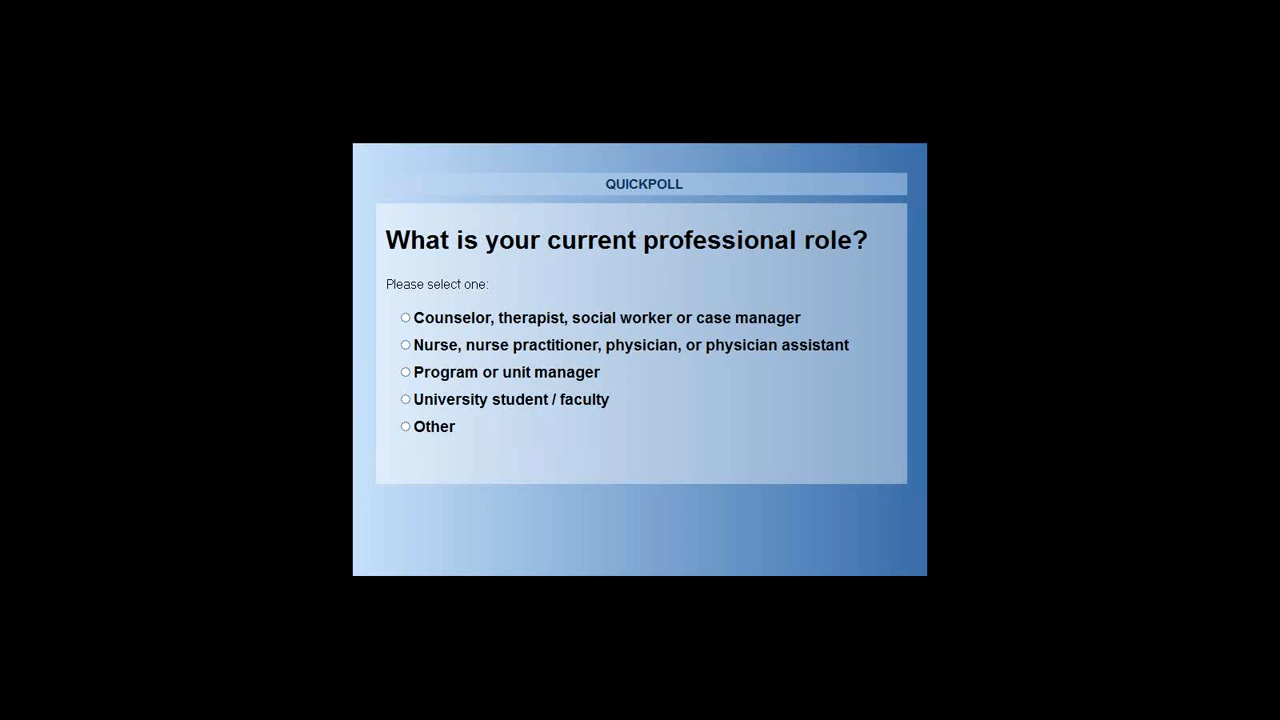 QUICKPOLL
What is your current professional role?
Please select one:
Counselor, therapist, social worker or case manager
Nurse, nurse practitioner, physician, or physician assistant
Program or unit manager
University student / faculty
Other